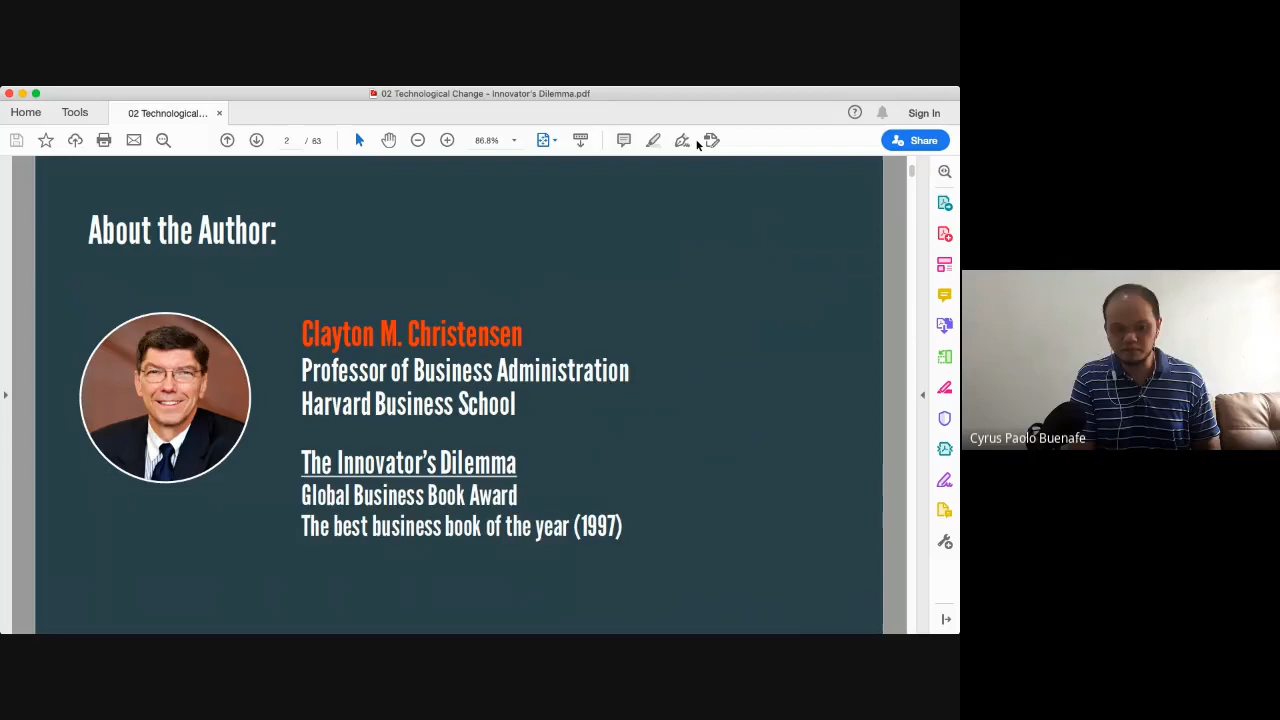 02 Technological Change - Innovator's Dilemma.pdf
Home
Tools
02 Technological...
Sign In
2 / 63
86.8%
Share
About the Author:
Clayton M. Christensen
Professor of Business Administration
Harvard Business School
The Innovator's Dilemma
Global Business Book Award
The best business book of the year (1997)
Cyrus Paolo Buenafe